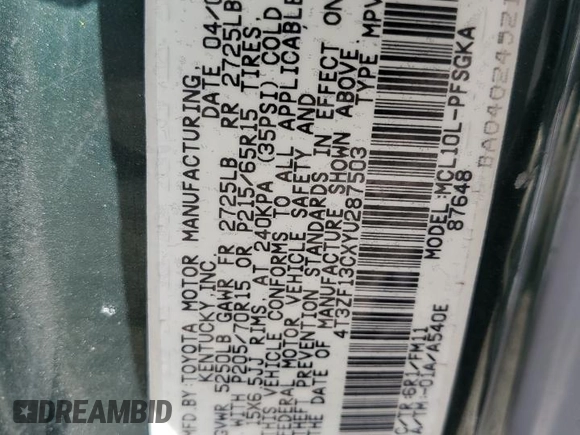 MFD. BY: TOYOTA MOTOR MANUFACTURING,
KENTUCKY INC. DATE 04/0
GVWR 5250LB GAWR FR 2725LB RR 2725LB
WITH P205/70R15 OR P215/65R15 TIRES,
15X6.5JJ RIMS, AT 240KPA (35PSI) COLD
THIS VEHICLE CONFORMS TO ALL APPLICABLE
FEDERAL MOTOR VEHICLE SAFETY AND
THEFT PREVENTION STANDARDS IN EFFECT ON
THE DATE OF MANUFACTURE SHOWN ABOVE
4T3ZF13CXYU287503 TYPE MPV
MODEL:MCL10L-PFSGKA
87648
C/TR:6R1/FM11
A/TM:-01A/A540E
BA04024521